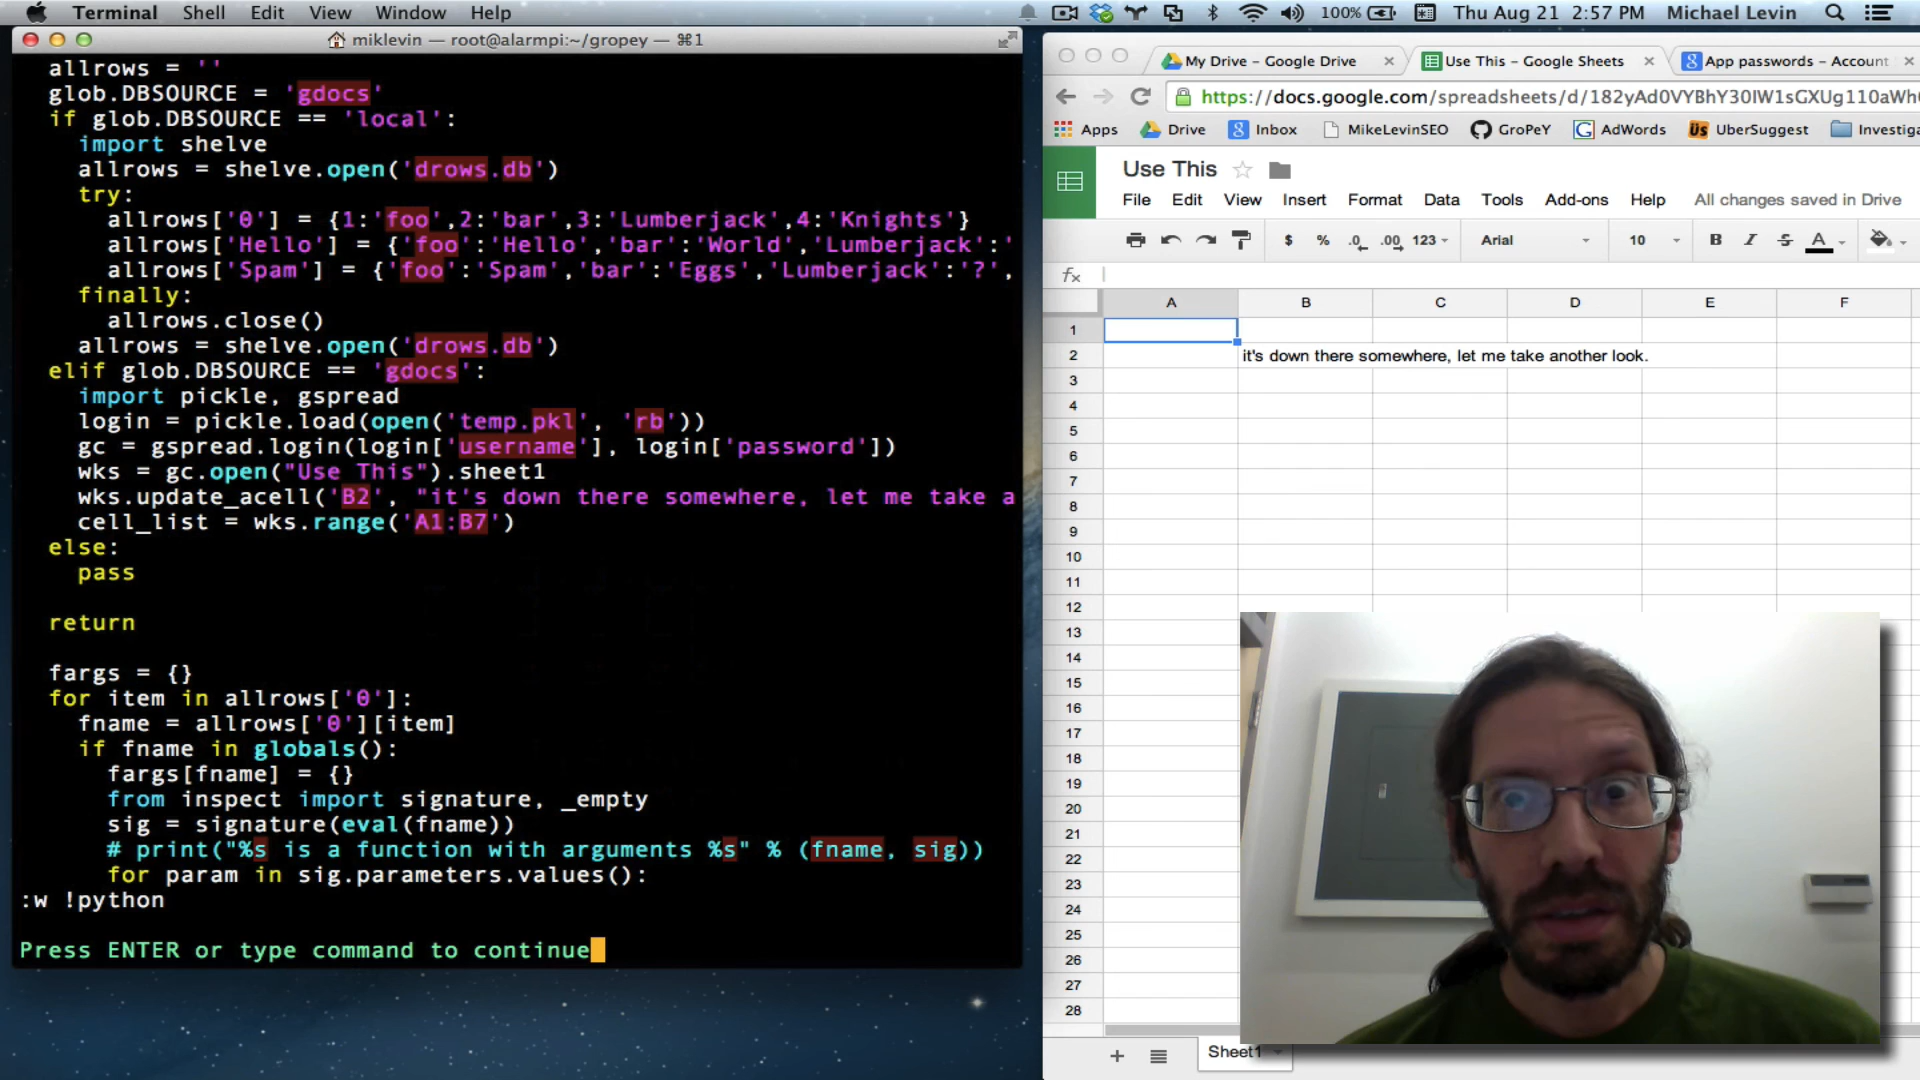 Terminal Shell Edit View Window Help
100% Thu Aug 21 2:57 PM Michael Levin
miklevin — root@alarmpi:~/gropey — ⌘1
allrows = ''
glob.DBSOURCE = 'gdocs'
if glob.DBSOURCE == 'local':
import shelve
allrows = shelve.open('drows.db')
try:
allrows['0'] = {1:'foo',2:'bar',3:'Lumberjack',4:'Knights'}
allrows['Hello'] = {'foo':'Hello','bar':'World','Lumberjack':'
allrows['Spam'] = {'foo':'Spam','bar':'Eggs','Lumberjack':'?',
finally:
allrows.close()
allrows = shelve.open('drows.db')
elif glob.DBSOURCE == 'gdocs':
import pickle, gspread
login = pickle.load(open('temp.pkl', 'rb'))
gc = gspread.login(login['username'], login['password'])
wks = gc.open("Use This").sheet1
wks.update_acell('B2', "it's down there somewhere, let me take a
cell_list = wks.range('A1:B7')
else:
pass
return
fargs = {}
for item in allrows['0']:
fname = allrows['0'][item]
if fname in globals():
fargs[fname] = {}
from inspect import signature, _empty
sig = signature(eval(fname))
# print("%s is a function with arguments %s" % (fname, sig))
for param in sig.parameters.values():
:w !python
Press ENTER or type command to continue
My Drive – Google Drive
Use This – Google Sheets
App passwords – Account
https://docs.google.com/spreadsheets/d/182yAd0VYBhY30IW1sGXUg110aWh
Apps Drive Inbox MikeLevinSEO GroPeY AdWords UberSuggest Investiga
Use This
File Edit View Insert Format Data Tools Add-ons Help All changes saved in Drive
$ % .0 .00 123 Arial 10 B I S A
fx
A B C D E F
1
2 it's down there somewhere, let me take another look.
3
4
5
6
7
8
9
10
11
12
13
14
15
16
17
18
19
20
21
22
23
24
25
26
27
28
Sheet1